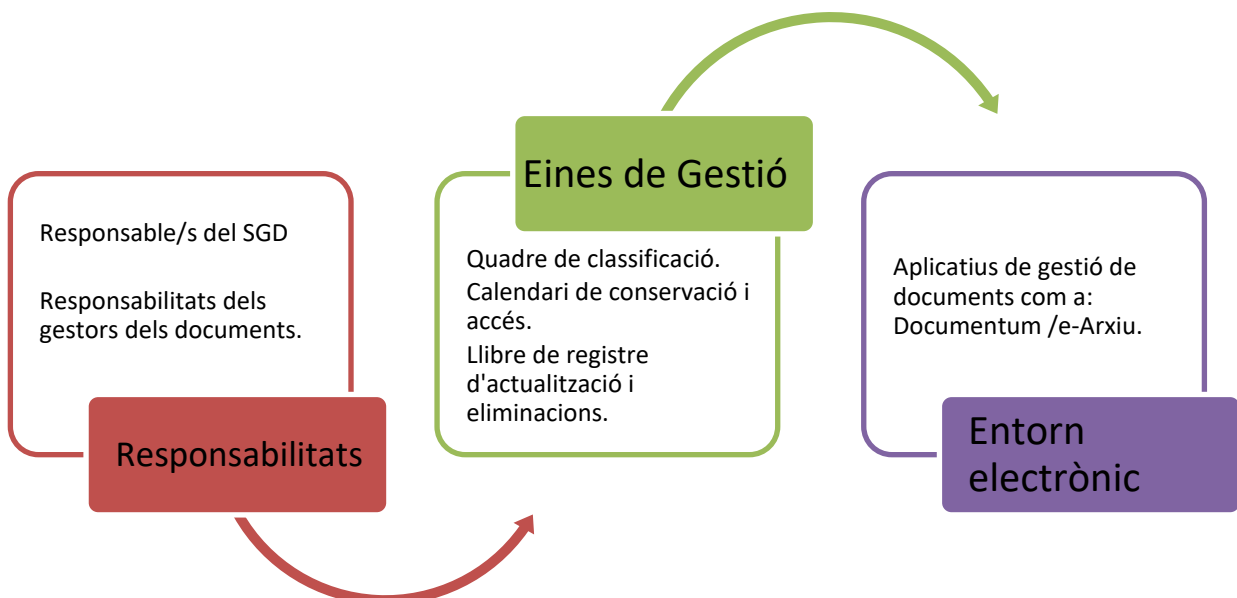 Responsable/s del SGD
Responsabilitats dels
gestors dels documents.
Responsabilitats
Eines de Gestió
Quadre de classificació.
Calendari de conservació i
accés.
Llibre de registre
d'actualització i
eliminacions.
Aplicatius de gestió de
documents com a:
Documentum /e-Arxiu.
Entorn
electrònic